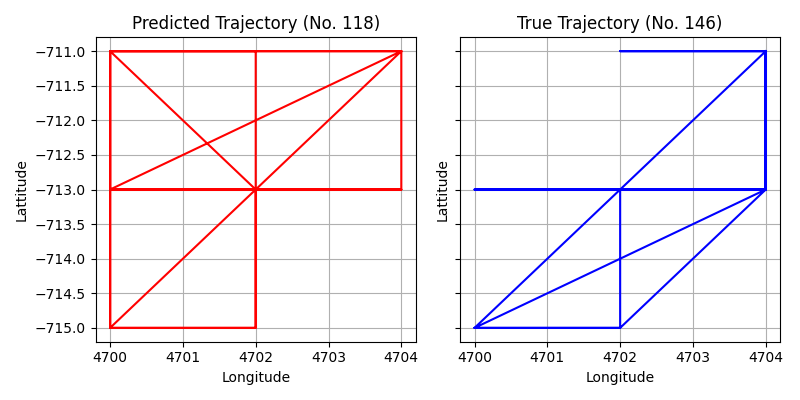 Predicted Trajectory (No. 118)
True Trajectory (No. 146)
−711.0
−711.5
−712.0
−712.5
−713.0
−713.5
−714.0
−714.5
−715.0
Lattitude
Lattitude
4700 4701 4702 4703 4704
4700 4701 4702 4703 4704
Longitude
Longitude